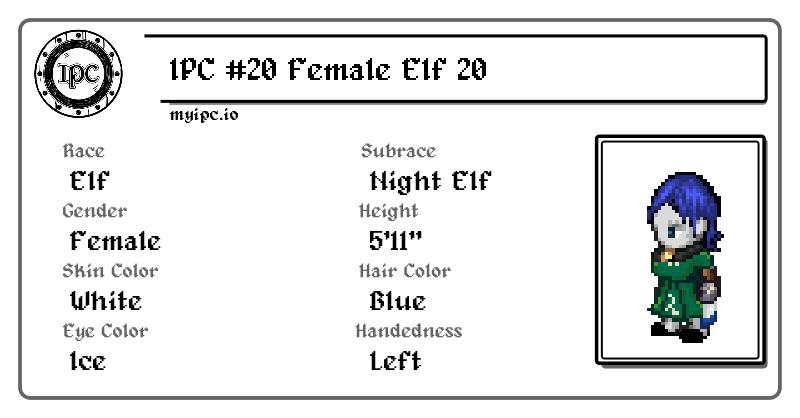 IPC
IPC #20 Female Elf 20
myipc.io
Race
Elf
Subrace
Night Elf
Gender
Female
Height
5'11"
Skin Color
White
Hair Color
Blue
Eye Color
Ice
Handedness
Left